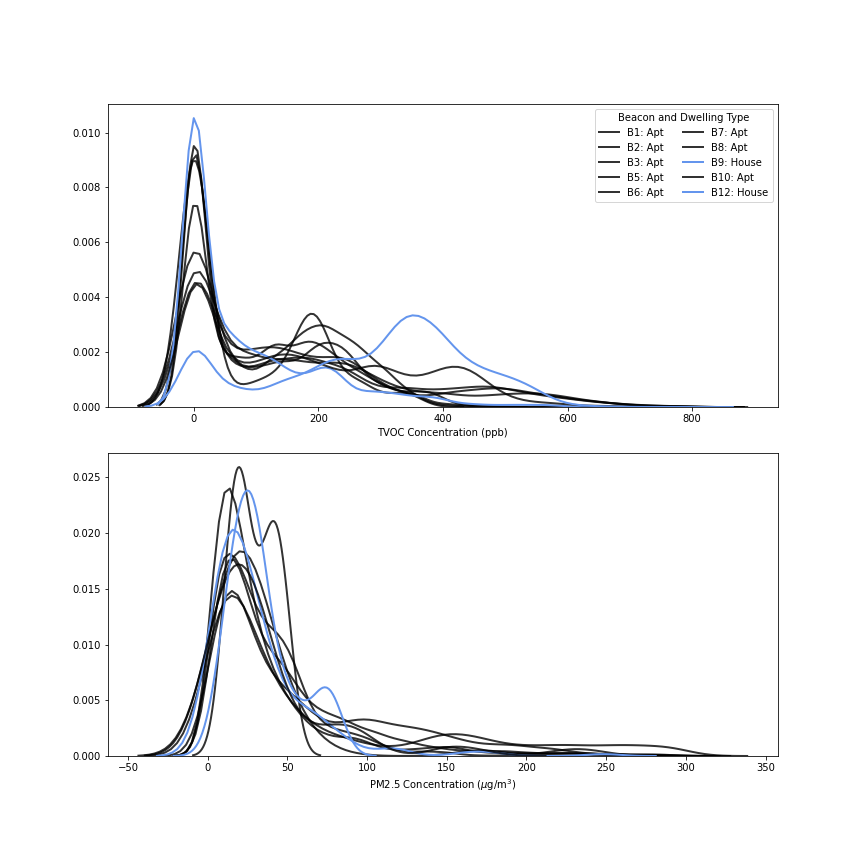 Beacon and Dwelling Type
B1: Apt
B2: Apt
B3: Apt
B5: Apt
B6: Apt
B7: Apt
B8: Apt
B9: House
B10: Apt
B12: House
0.010
0.008
0.006
0.004
0.002
0.000
0 200 400 600 800
TVOC Concentration (ppb)
0.025
0.020
0.015
0.010
0.005
0.000
−50 0 50 100 150 200 250 300 350
PM2.5 Concentration (μg/m³)